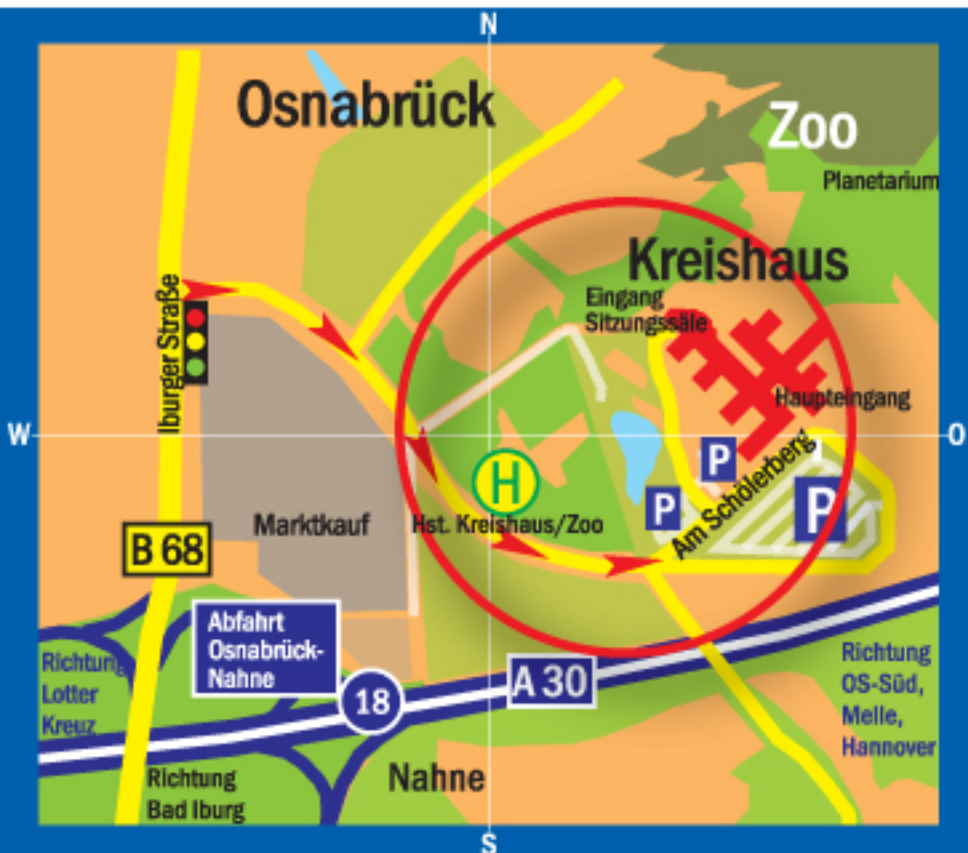 N
Osnabrück
Zoo
Planetarium
Kreishaus
Eingang
Sitzungssäle
Iburger Straße
Haupteingang
W
O
P
H
P
P
Am Schölerberg
Marktkauf
Hst. Kreishaus/Zoo
B 68
Abfahrt
Osnabrück-
Nahne
Richtung
Lotter
Kreuz
18
A 30
Richtung
OS-Süd,
Melle,
Hannover
Richtung
Bad Iburg
Nahne
S